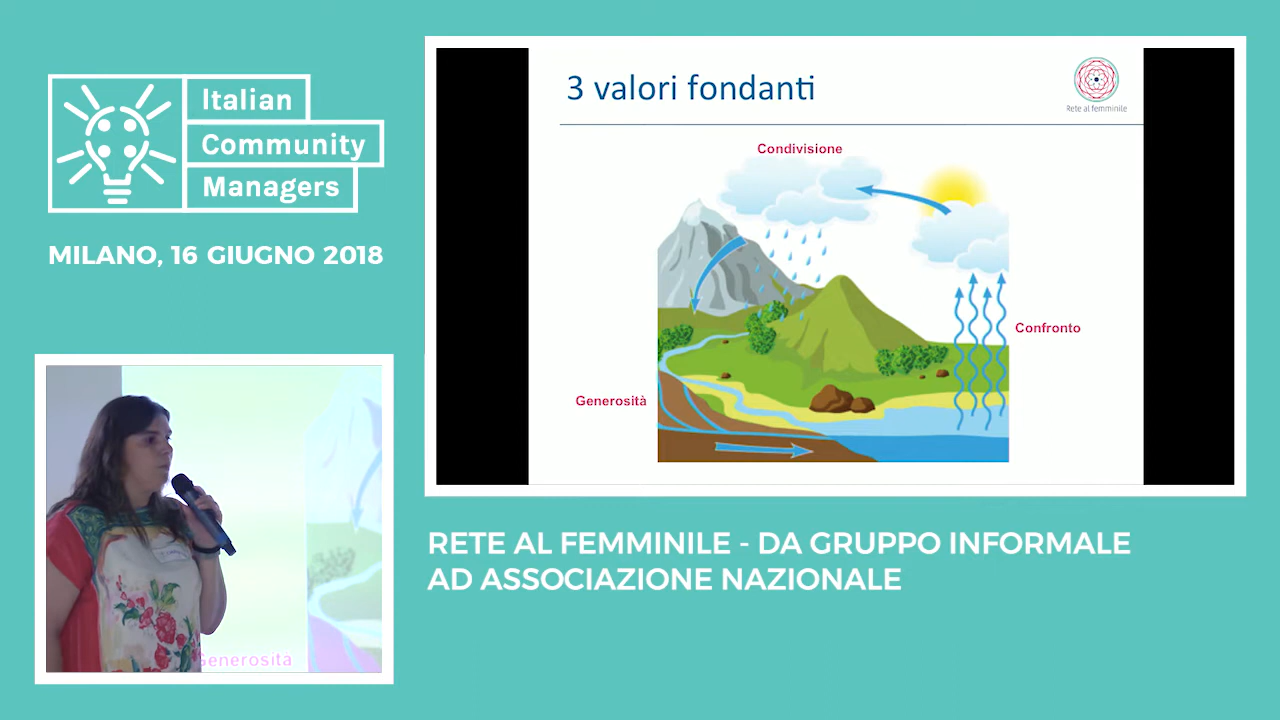 Italian
Community
Managers
MILANO, 16 GIUGNO 2018
3 valori fondanti
Rete al femminile
Condivisione
Confronto
Generosità
Generosità
RETE AL FEMMINILE - DA GRUPPO INFORMALE
AD ASSOCIAZIONE NAZIONALE